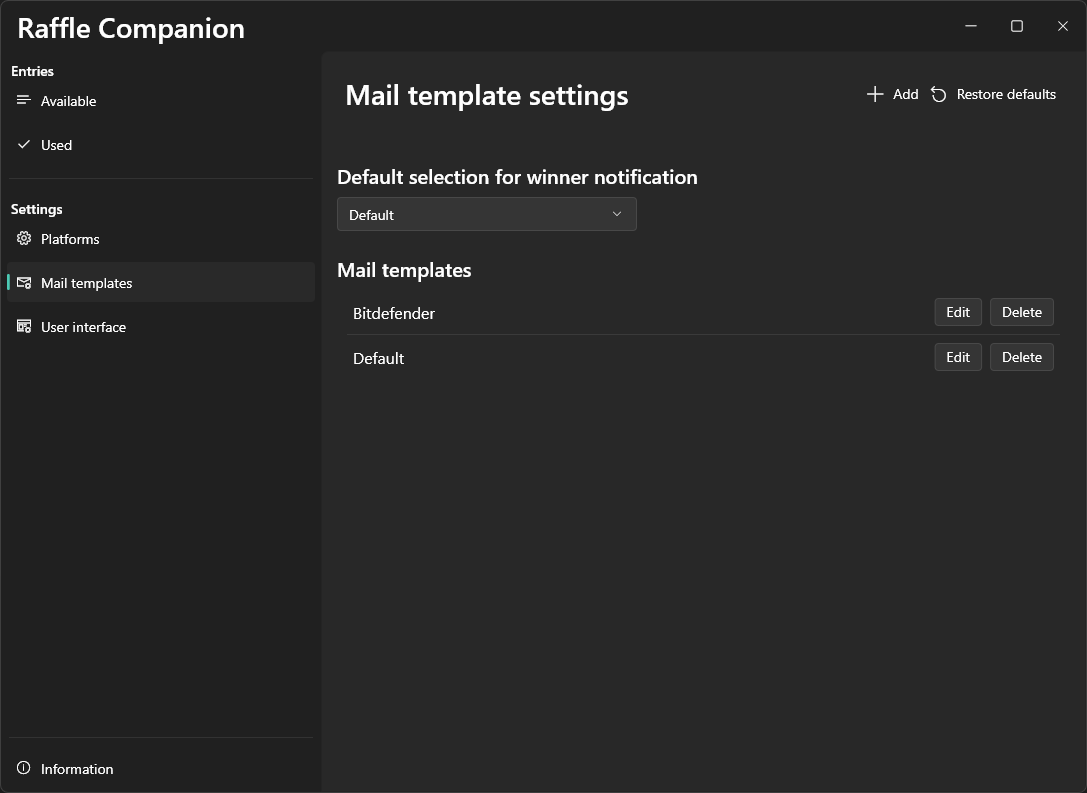 Raffle Companion
Entries
Available
Used
Settings
Platforms
Mail templates
User interface
Information
Mail template settings
Add
Restore defaults
Default selection for winner notification
Default
Mail templates
Bitdefender Edit Delete
Default Edit Delete